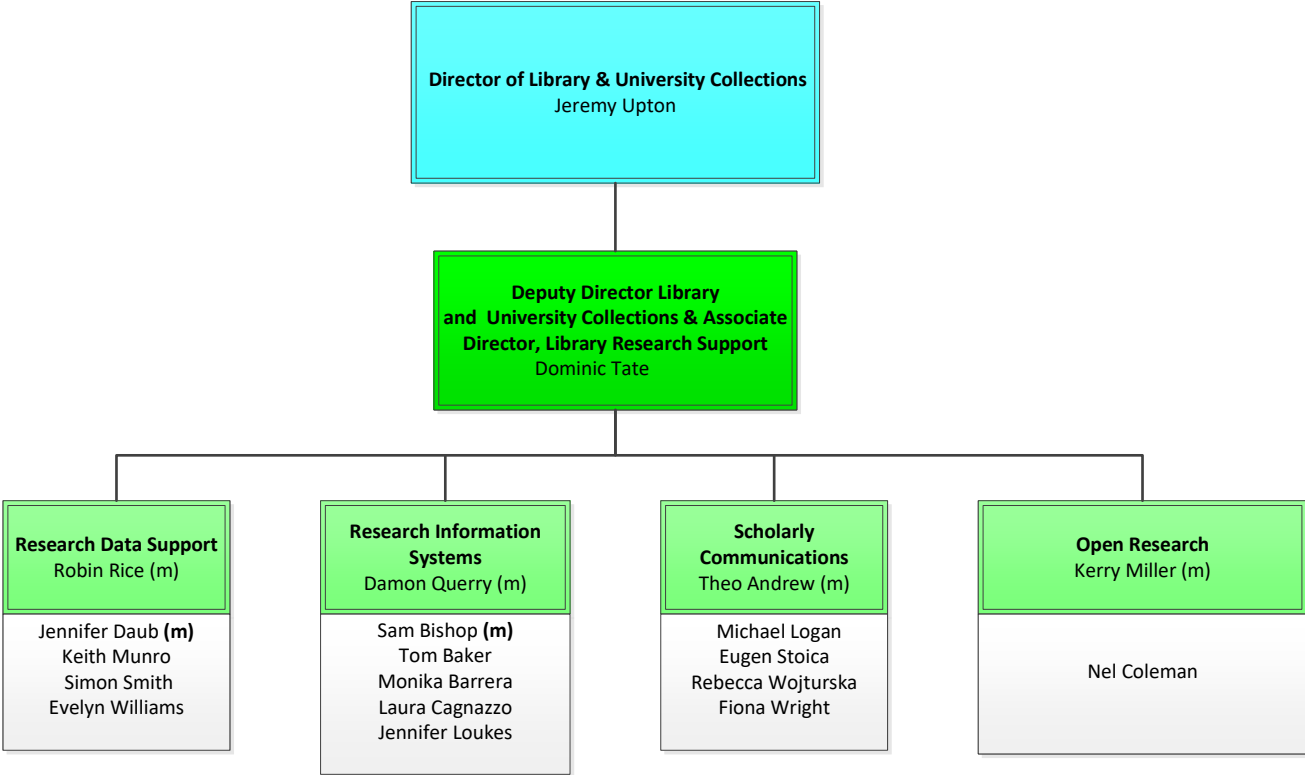 Director of Library & University Collections
Jeremy Upton
Deputy Director Library
and University Collections & Associate
Director, Library Research Support
Dominic Tate
Research Data Support
Robin Rice (m)
Jennifer Daub (m)
Keith Munro
Simon Smith
Evelyn Williams
Research Information
Systems
Damon Querry (m)
Sam Bishop (m)
Tom Baker
Monika Barrera
Laura Cagnazzo
Jennifer Loukes
Scholarly
Communications
Theo Andrew (m)
Michael Logan
Eugen Stoica
Rebecca Wojturska
Fiona Wright
Open Research
Kerry Miller (m)
Nel Coleman